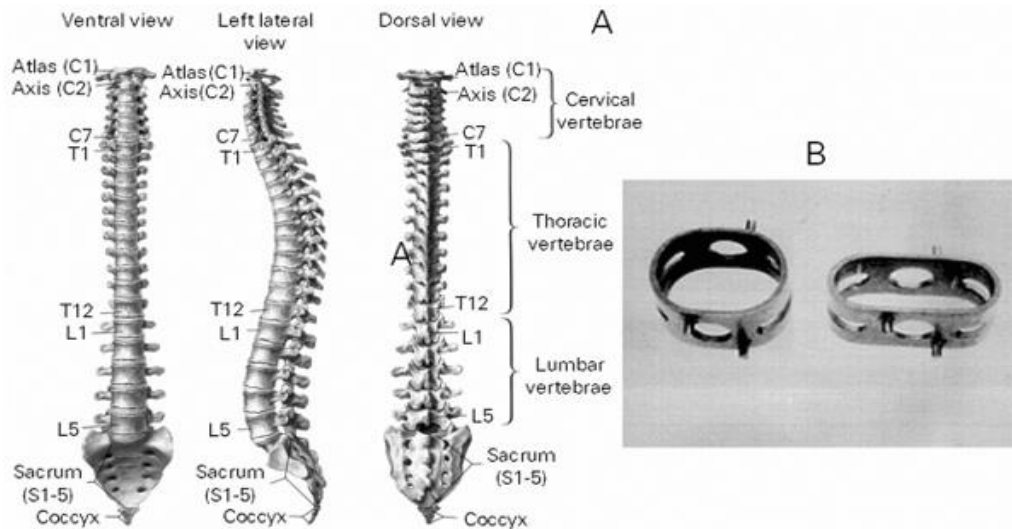 Ventral view
Left lateral
view
Dorsal view
A
Atlas (C1)
Axis (C2)
C7
T1
T12
L1
L5
Sacrum
(S1-5)
Coccyx
Atlas (C1)
Axis(C2)
C7
T1
T12
L1
L5
Sacrum
(S1-5)
Coccyx
Atlas (C1)
Axis (C2)
C7
T1
A
T12
L1
L5
Sacrum
(S1-5)
Coccyx
Cervical
vertebrae
Thoracic
vertebrae
Lumbar
vertebrae
B